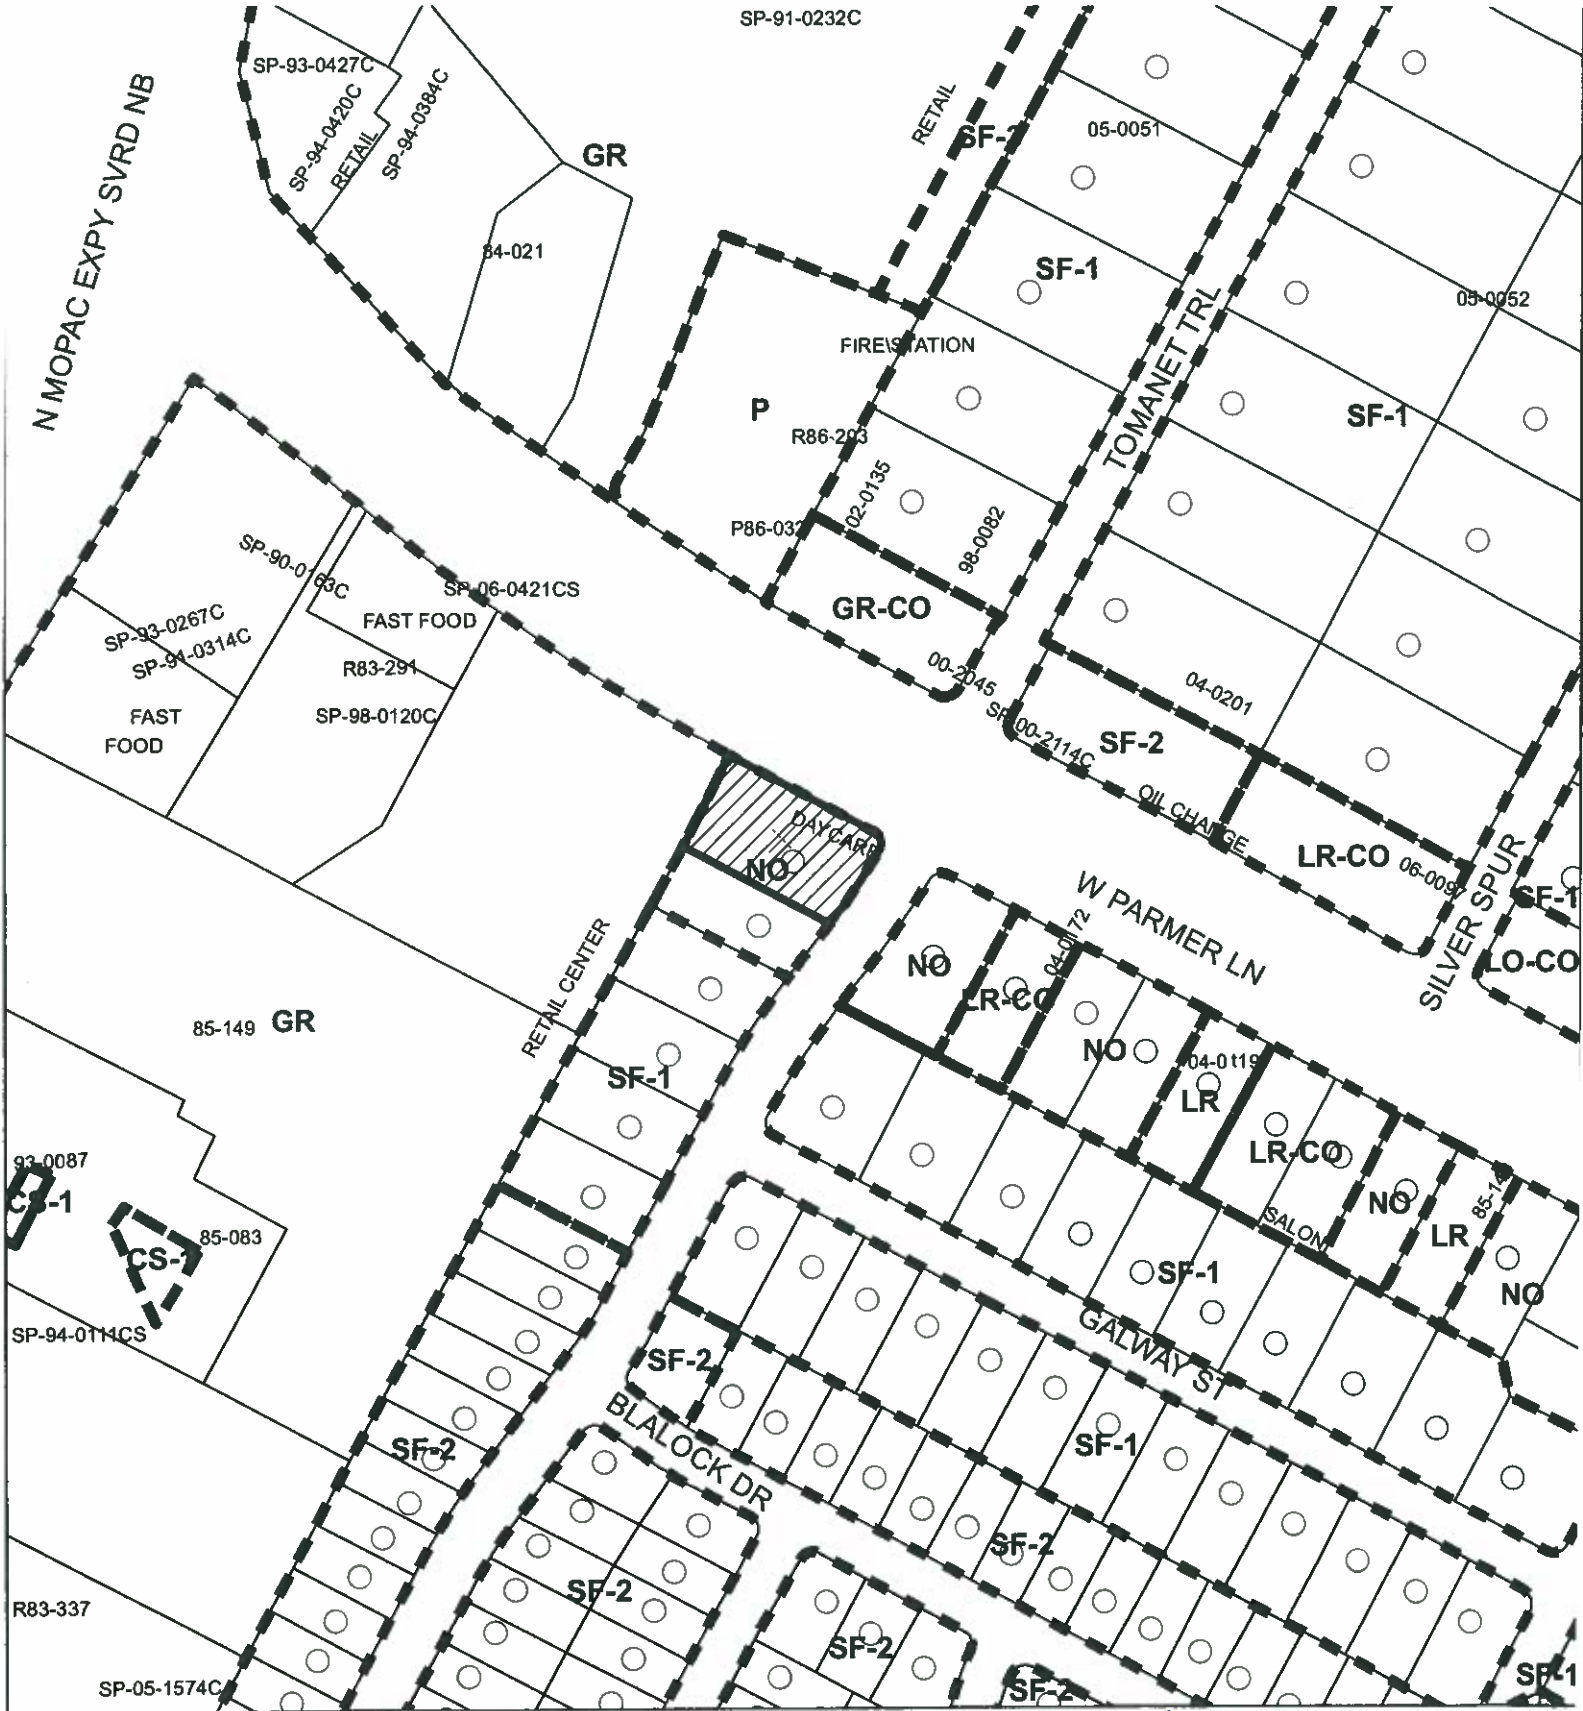 SP-91-0232C
SP-93-0427C
SP-94-0420C
RETAIL
SP-94-0384C
GR
84-021
N MOPAC EXPY SVRD NB
RETAIL
05-0051
SF-1
FIRE STATION
P
R86-293
02-0135
98-0082
GR-CO
00-2045
TOMANET TRL
05-0052
SF-1
SP-90-0163C
SP-06-0421CS
FAST FOOD
R83-291
SP-98-0120C
SP-93-0267C
SP-91-0314C
FAST
FOOD
04-0201
SP-00-2114C
SF-2
OIL CHANGE
LR-CO
06-0097
SILVER SPUR
SF-1
LO-CO
DAYCARE
NO
W PARMER LN
NO
LR-CO
04-0172
NO
LR
LR-CO
SALON
NO
LR
NO
RETAIL CENTER
85-149
GR
SF-1
93-0087
CS-1
CS-1
85-083
SP-94-0111CS
SF-1
GALWAY ST
SF-2
BLALOCK DR
SF-1
SF-2
SF-2
SF-2
SF-2
SF-2
SF-1
R83-337
SP-05-1574C